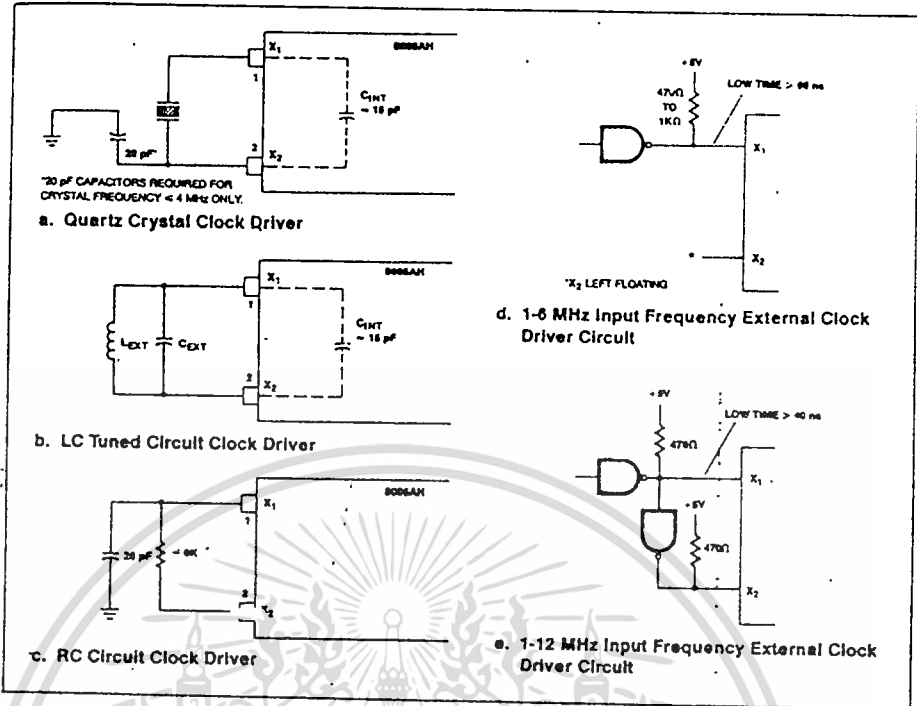 X1
8085AH
1
CINT
~ 15 pF
20 pF*
2
X2
*20 pF CAPACITORS REQUIRED FOR
CRYSTAL FREQUENCY < 4 MHz ONLY.
a. Quartz Crystal Clock Driver
X1
8085AH
1
CINT
~ 15 pF
LEXT
CEXT
2
X2
b. LC Tuned Circuit Clock Driver
8085AH
X1
1
20 pF
2
X2
c. RC Circuit Clock Driver
+5V
470Ω
TO
1KΩ
LOW TIME >
X1
X2
*
*X2 LEFT FLOATING
d. 1-6 MHz Input Frequency External Clock
Driver Circuit
+5V
LOW TIME > 40 ns
470Ω
X1
+5V
470Ω
X2
e. 1-12 MHz Input Frequency External Clock
Driver Circuit